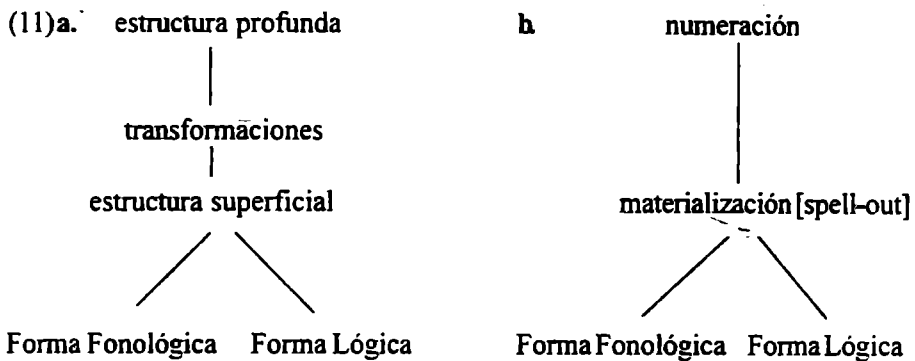 (11)a. estructura profunda b numeración
transformaciones
estructura superficial materialización [spell-out]
Forma Fonológica Forma Lógica Forma Fonológica Forma Lógica